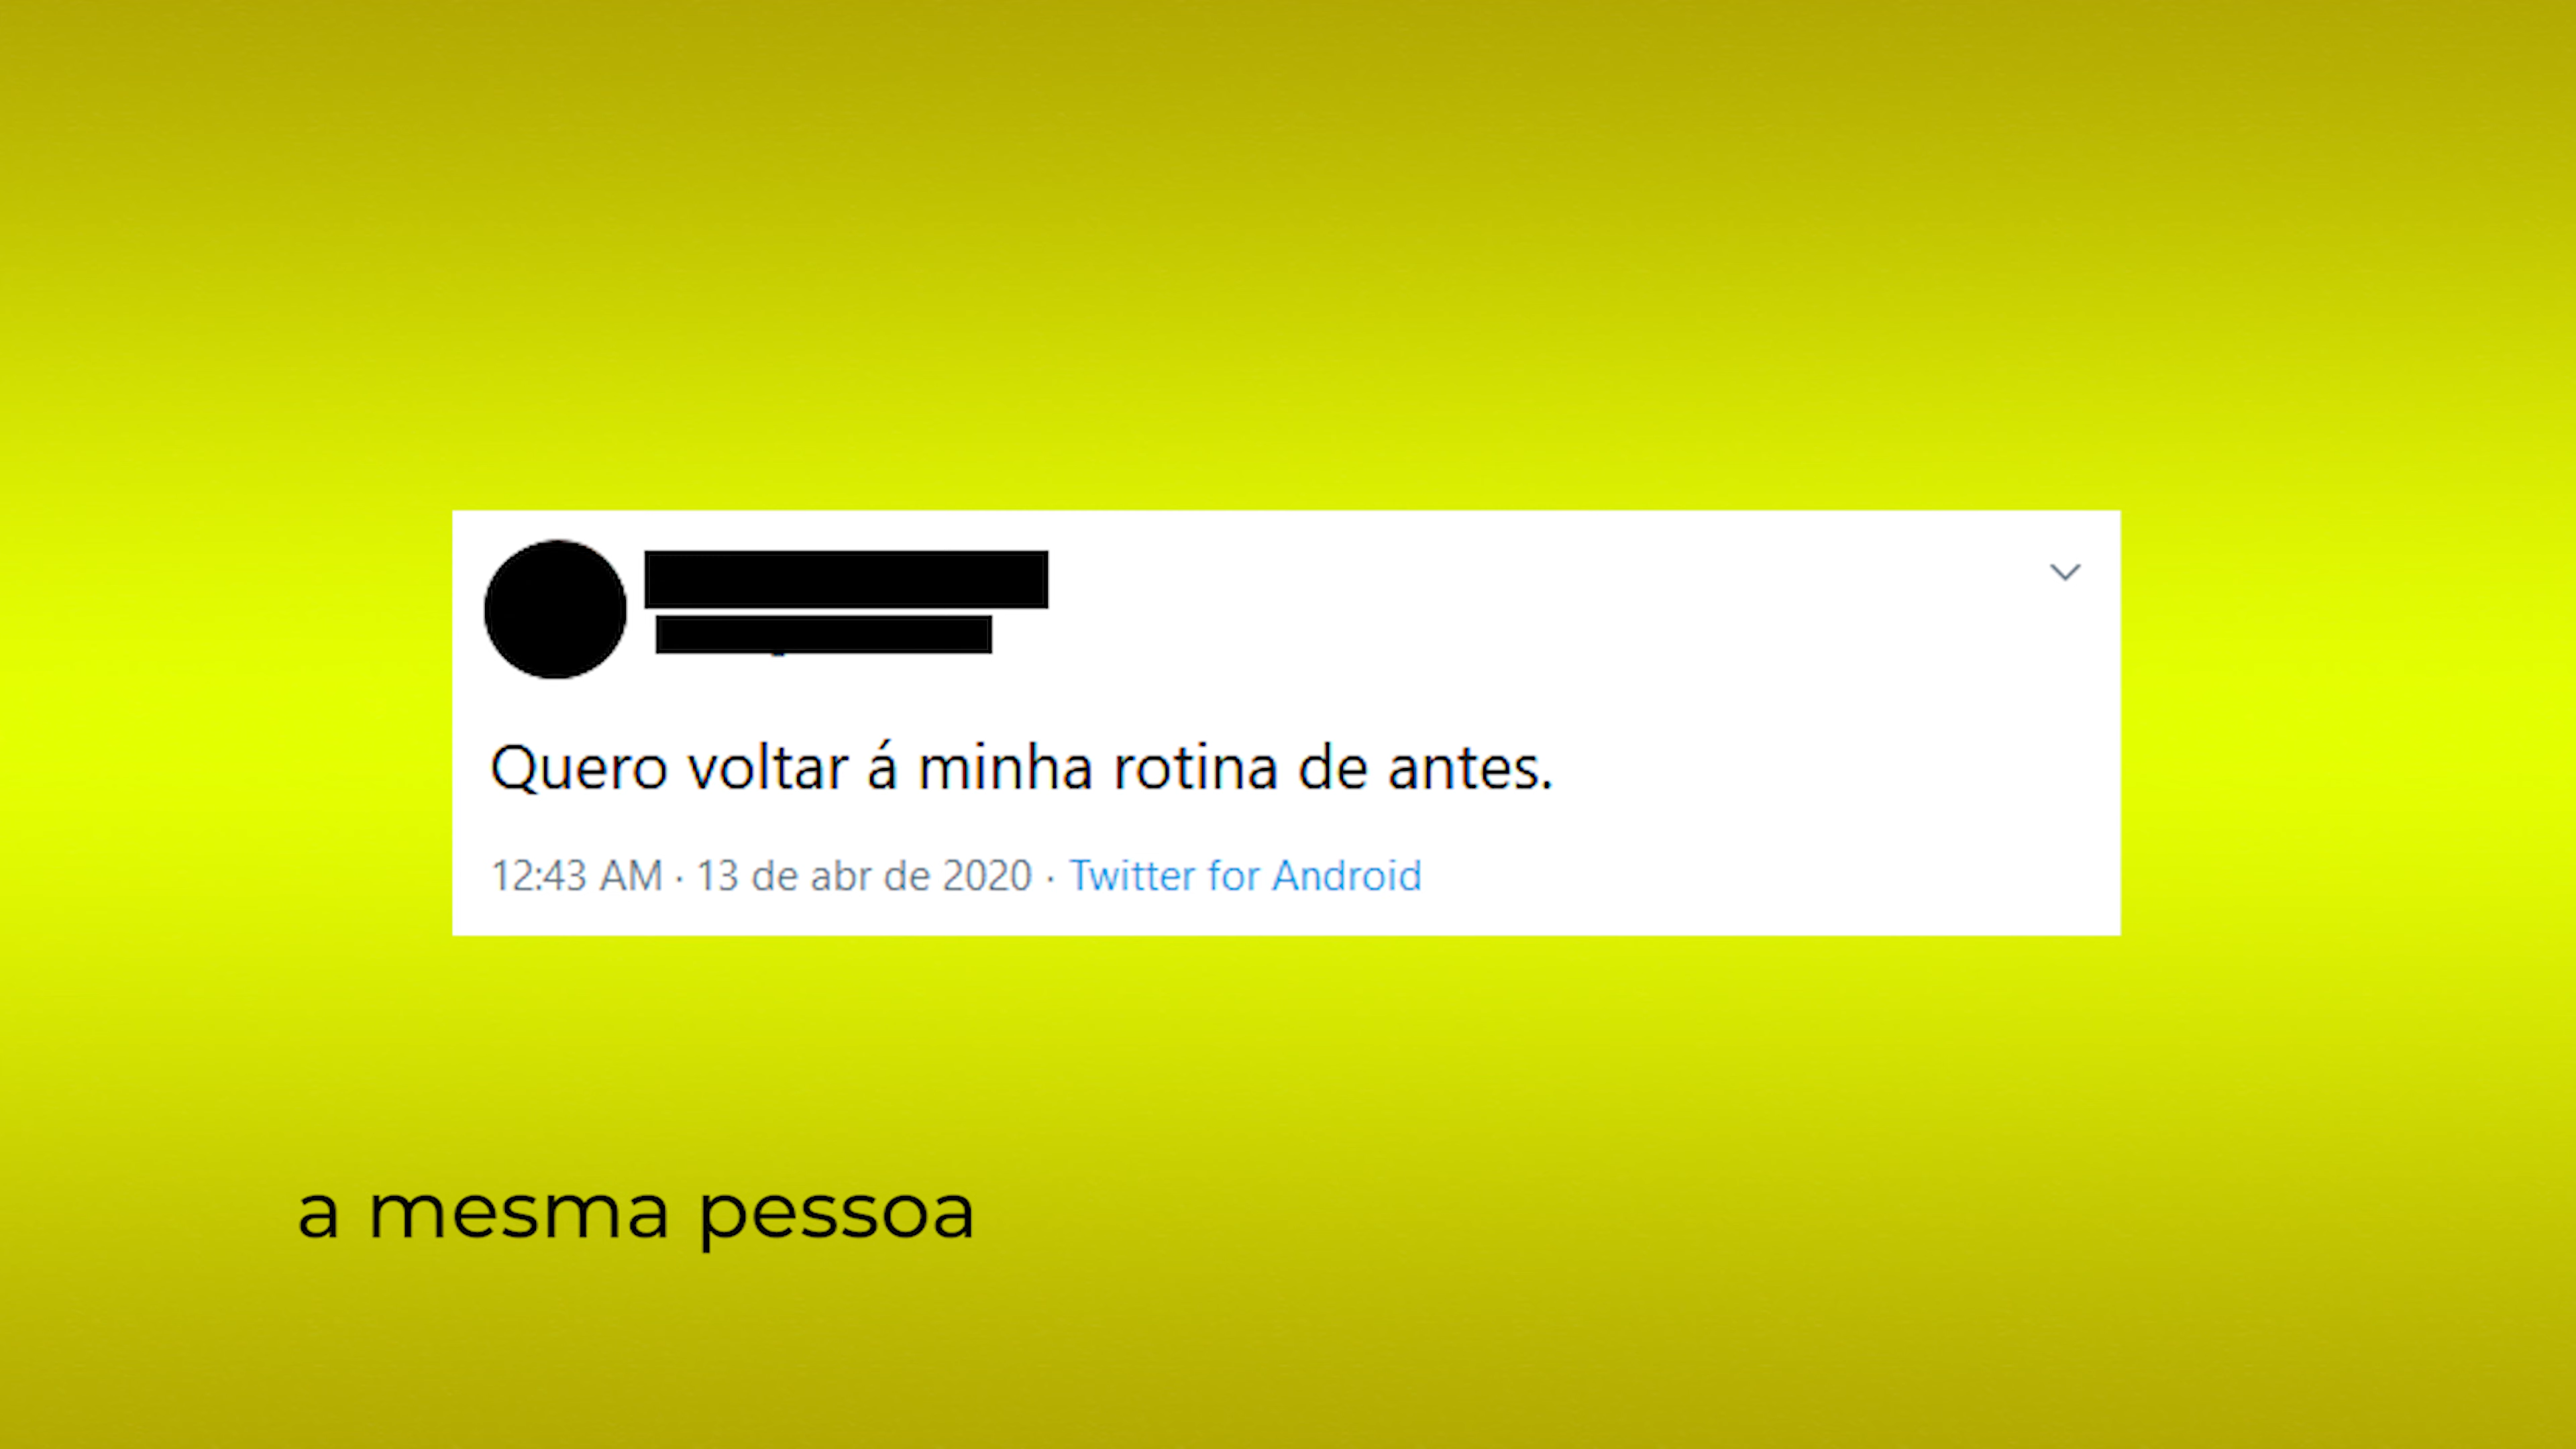 Quero voltar á minha rotina de antes.
12:43 AM · 13 de abr de 2020 · Twitter for Android
a mesma pessoa